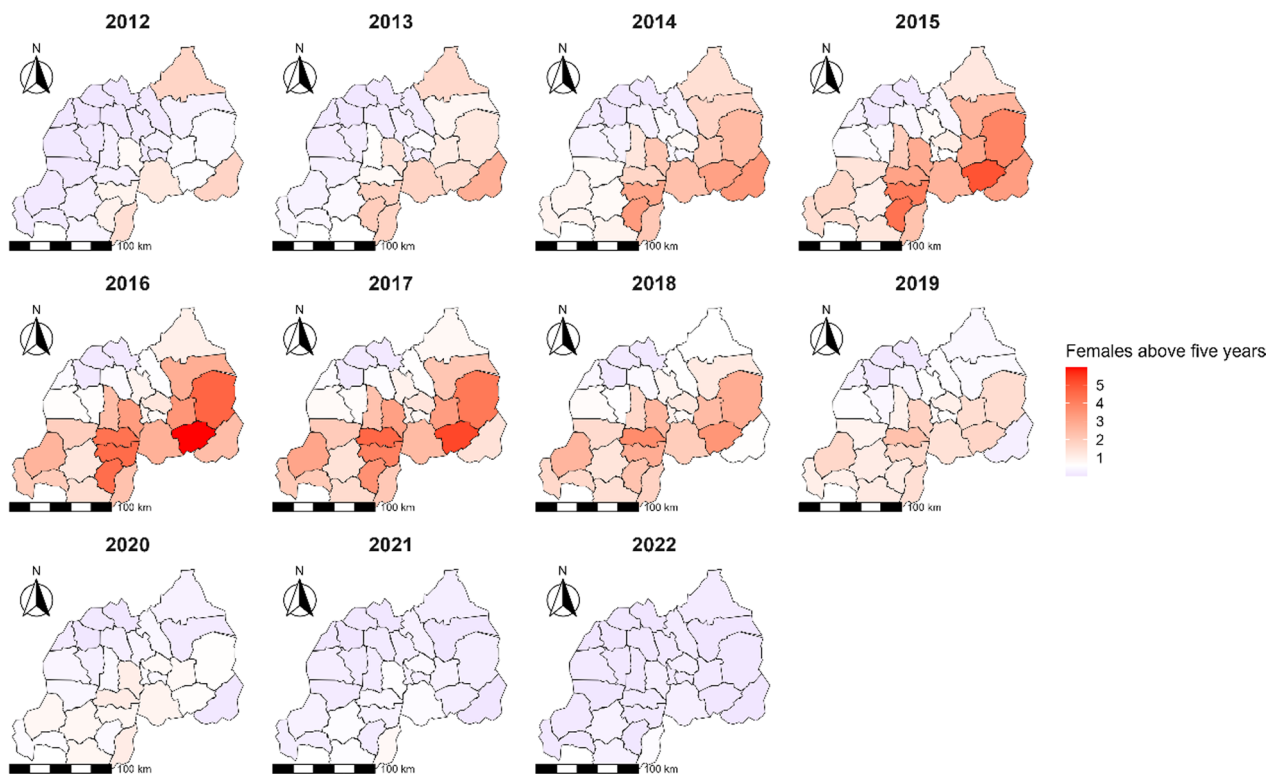 2012 2013 2014 2015
N N N N
100 km 100 km 100 km 100 km
2016 2017 2018 2019
N N N N
Females above five years
5
4
3
2
1
100 km 100 km 100 km 100 km
2020 2021 2022
N N N
100 km 100 km 100 km